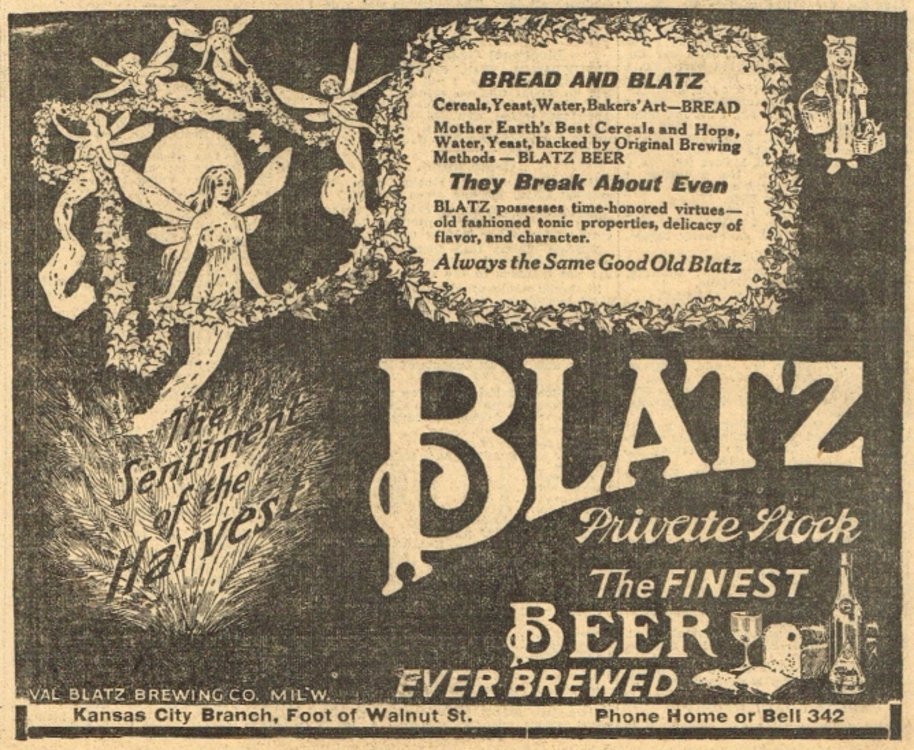 BREAD AND BLATZ
Cereals, Yeast, Water, Bakers' Art—BREAD
Mother Earth's Best Cereals and Hops,
Water, Yeast, backed by Original Brewing
Methods — BLATZ BEER
They Break About Even
BLATZ possesses time-honored virtues—
old fashioned tonic properties, delicacy of
flavor, and character.
Always the Same Good Old Blatz
The
Sentiment
of the
Harvest
BLATZ
Private Stock
The FINEST
BEER
EVER BREWED
VAL BLATZ BREWING CO. MILW.
Kansas City Branch, Foot of Walnut St.
Phone Home or Bell 342